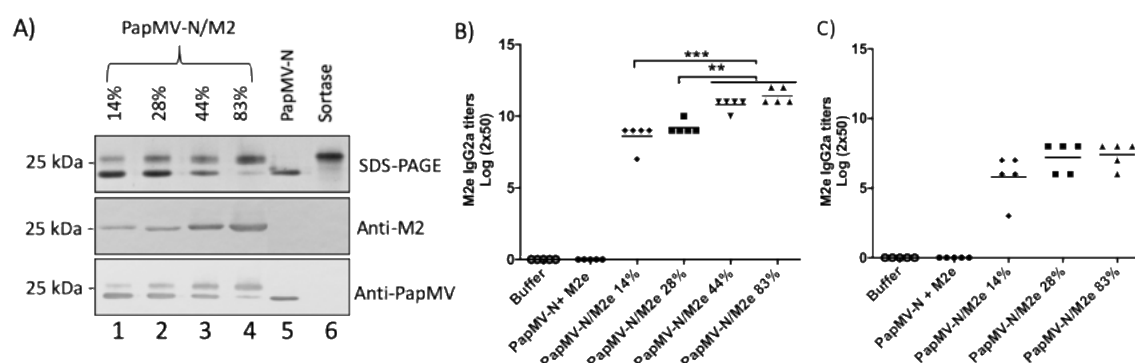 A)
PapMV-N/M2
14%
28%
44%
83%
PapMV-N
Sortase
25 kDa
SDS-PAGE
25 kDa
Anti-M2
25 kDa
Anti-PapMV
1 2 3 4 5 6
B)
M2e IgG2a titers
Log (2x50)
15
10
5
0
***
**
Buffer
PapMV-N+ M2e
PapMV-N/M2e 14%
PapMV-N/M2e 28%
PapMV-N/M2e 44%
PapMV-N/M2e 83%
C)
M2e IgG2a titers
Log (2x50)
15
10
5
0
Buffer
PapMV-N + M2e
PapMV-N/M2e 14%
PapMV-N/M2e 28%
PapMV-N/M2e 83%